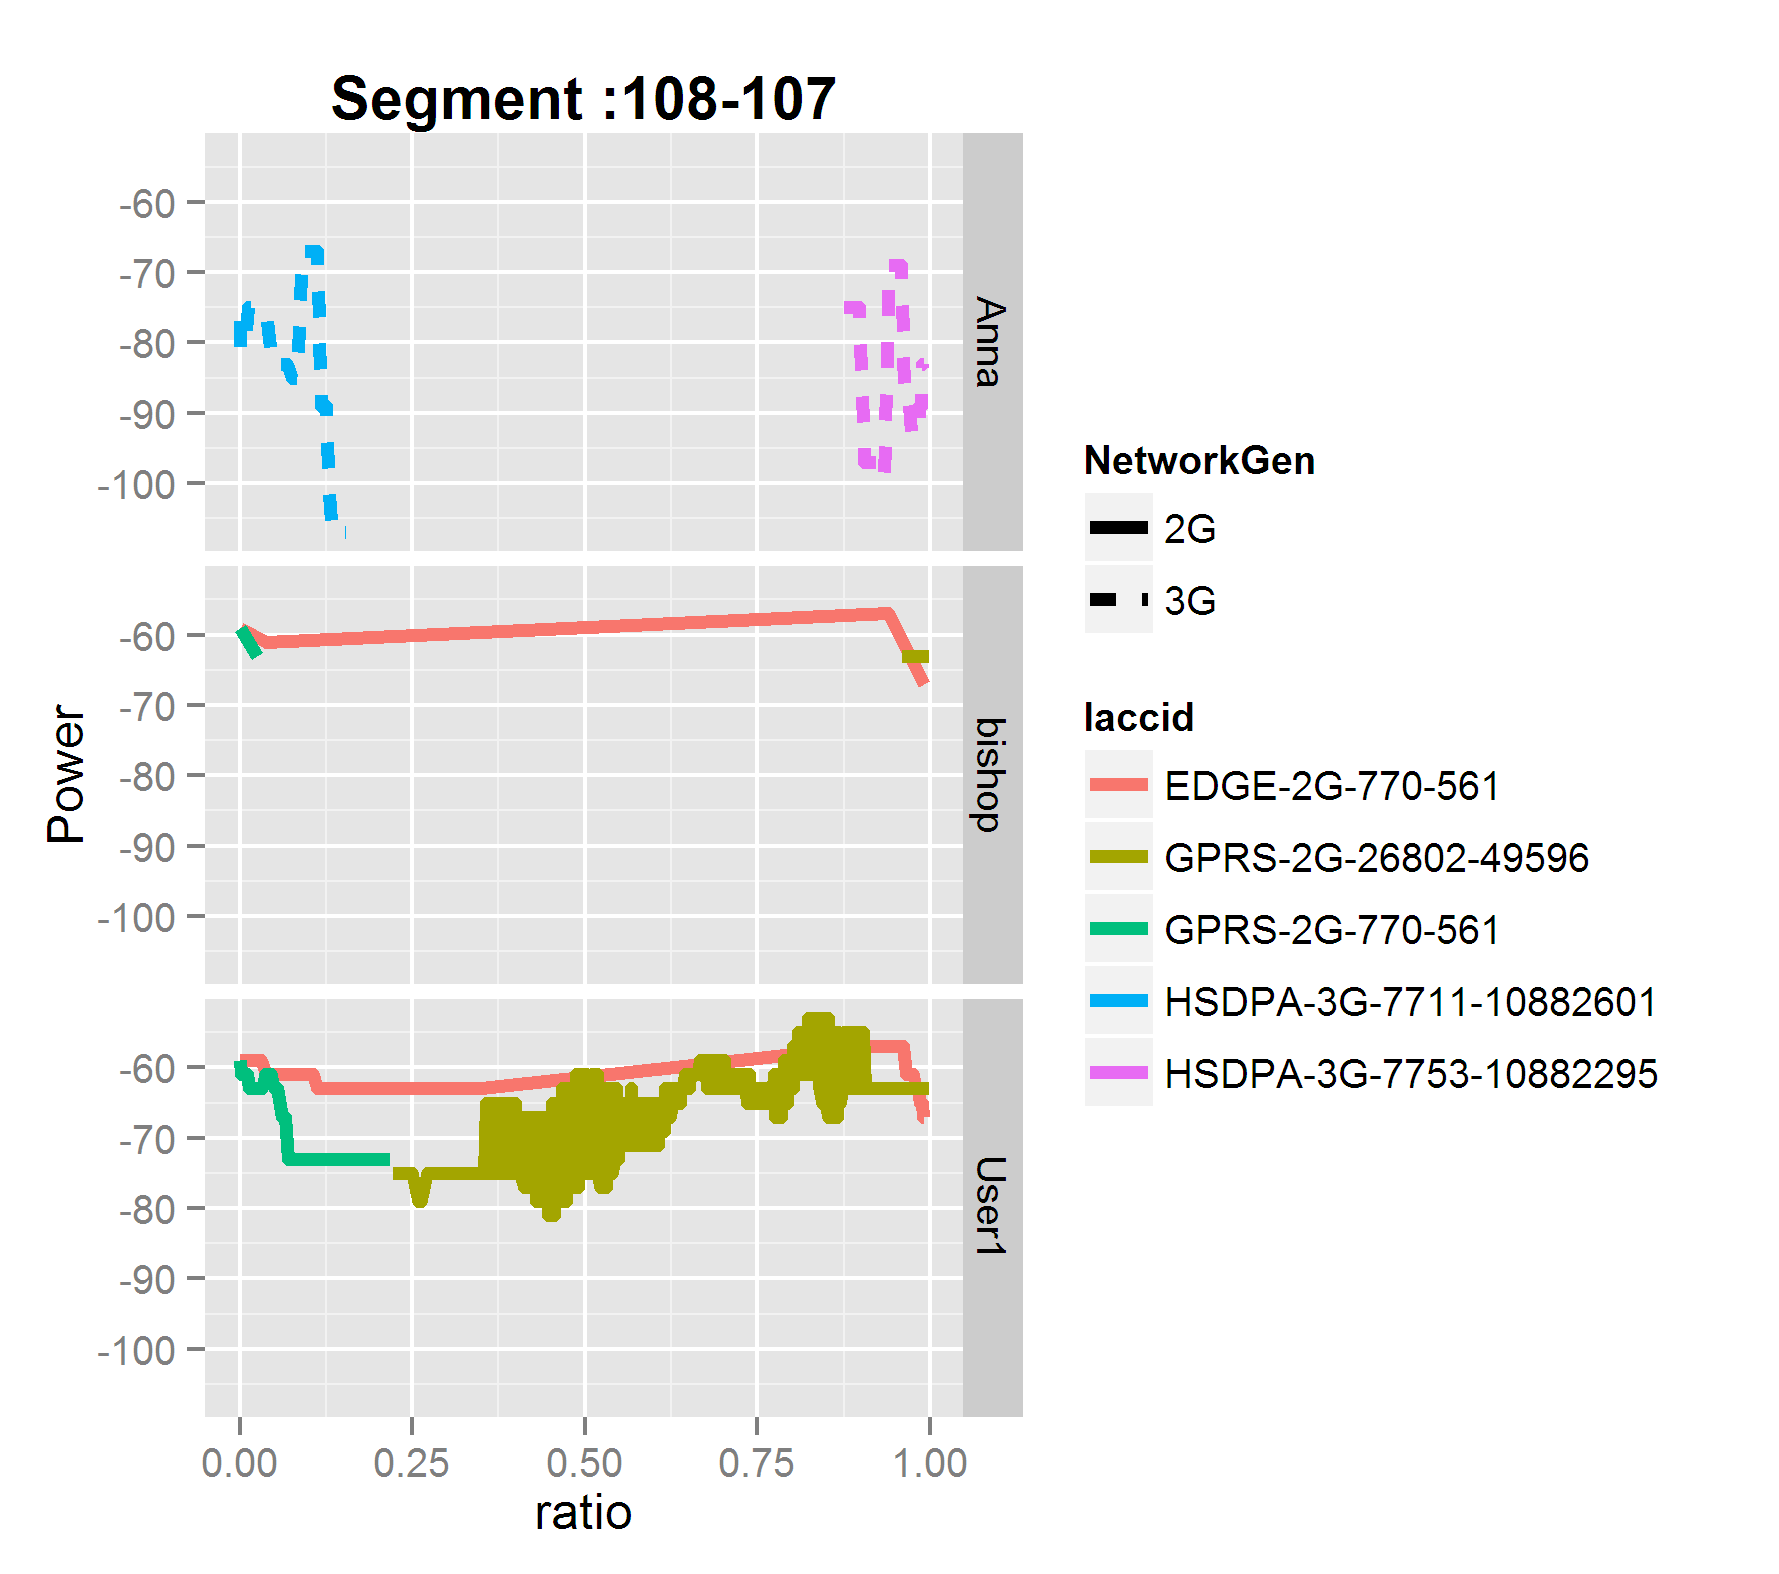 Segment :108-107
-60
-70
-80
-90
-100
Anna
-60
-70
-80
-90
-100
bishop
-60
-70
-80
-90
-100
User1
0.00 0.25 0.50 0.75 1.00
ratio
Power
NetworkGen
2G
3G
laccid
EDGE-2G-770-561
GPRS-2G-26802-49596
GPRS-2G-770-561
HSDPA-3G-7711-10882601
HSDPA-3G-7753-10882295